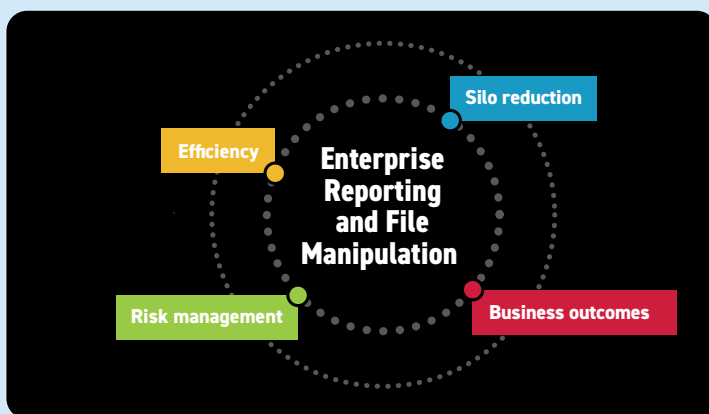 Silo reduction
Efficiency
Enterprise
Reporting
and File
Manipulation
Risk management
Business outcomes